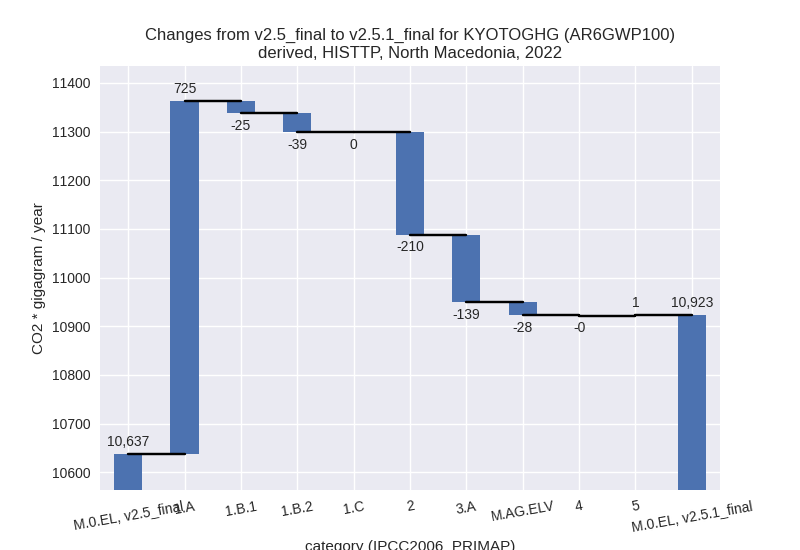 Changes from v2.5_final to v2.5.1_final for KYOTOGHG (AR6GWP100)
derived, HISTTP, North Macedonia, 2022
11400
11300
11200
11100
11000
10900
10800
10700
10600
CO2 * gigagram / year
10,637
725
-25
-39
0
-210
-139
-28
-0
1
10,923
M.0.EL, v2.5_final
1.A
1.B.1
1.B.2
1.C
2
3.A
M.AG.ELV
4
5
M.0.EL, v2.5.1_final
category (IPCC2006_PRIMAP)